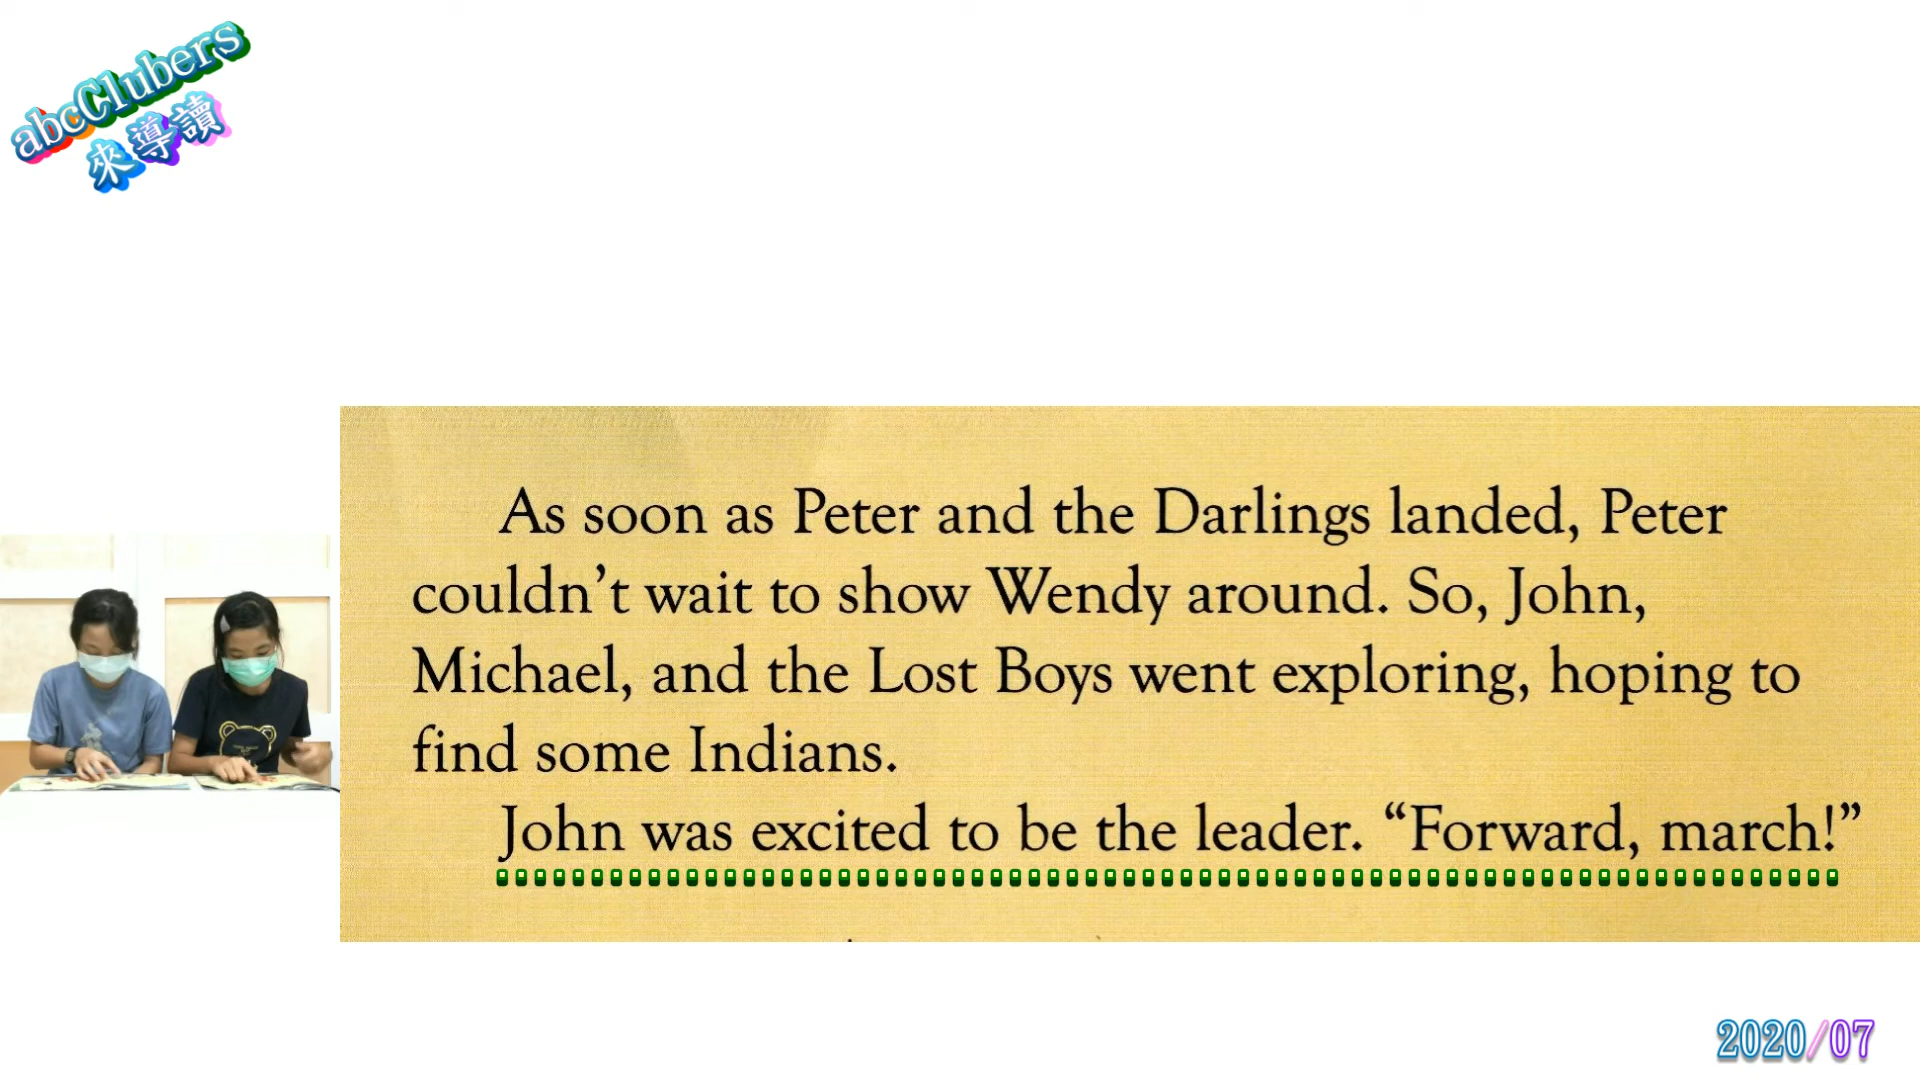 abcClubers
來導讀
As soon as Peter and the Darlings landed, Peter
couldn’t wait to show Wendy around. So, John,
Michael, and the Lost Boys went exploring, hoping to
find some Indians.
John was excited to be the leader. “Forward, march!”
2020/07